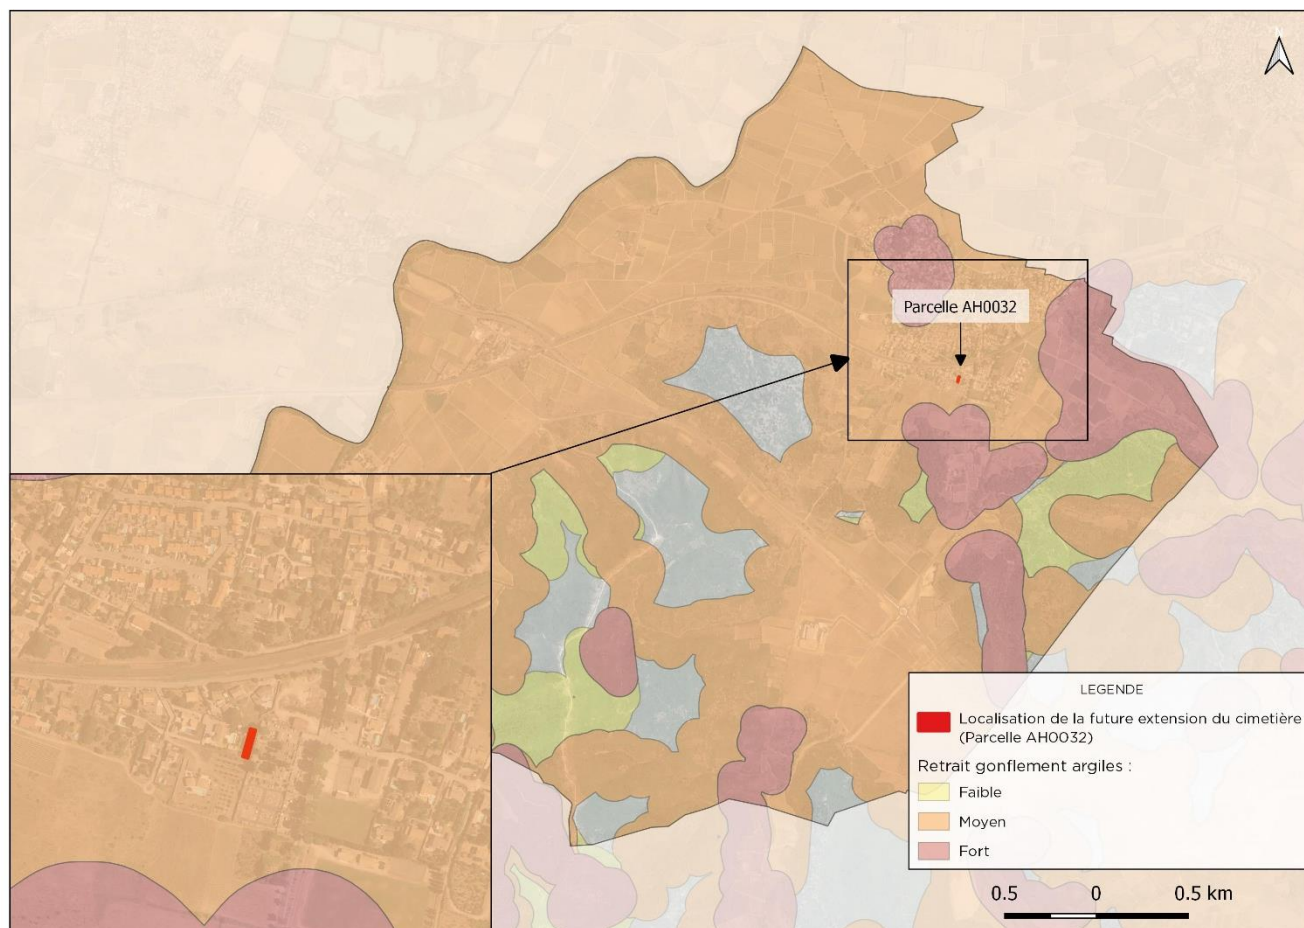 Parcelle AH0032
LEGENDE
Localisation de la future extension du cimetière
(Parcelle AH0032)
Retrait gonflement argiles :
Faible
Moyen
Fort
0.5 0 0.5 km